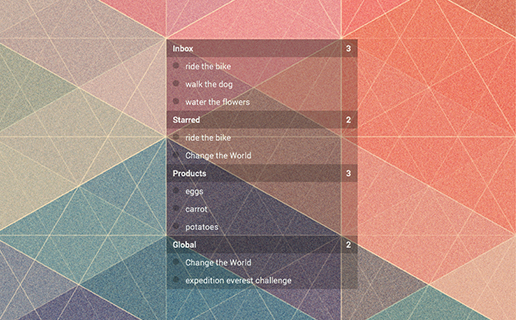 Inbox 3
ride the bike
walk the dog
water the flowers
Starred 2
ride the bike
Change the World
Products 3
eggs
carrot
potatoes
Global 2
Change the World
expedition everest challenge